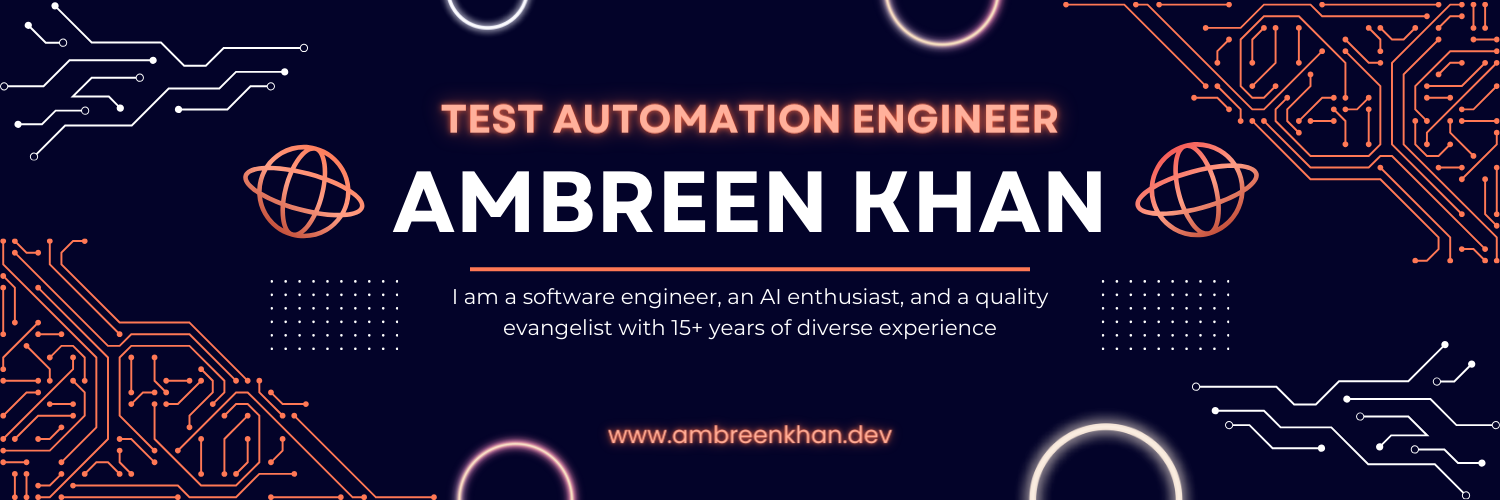 TEST AUTOMATION ENGINEER
AMBREEN KHAN
I am a software engineer, an AI enthusiast, and a quality
evangelist with 15+ years of diverse experience
www.ambreenkhan.dev